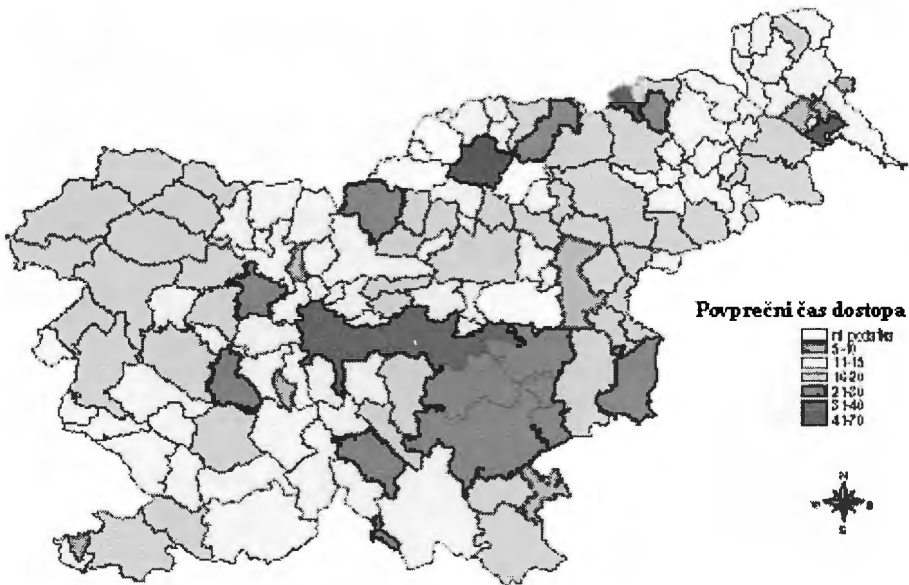 Povprečni čas dostopa
ni podatka
5-10
11-15
16-20
21-30
31-40
41-70
N
S